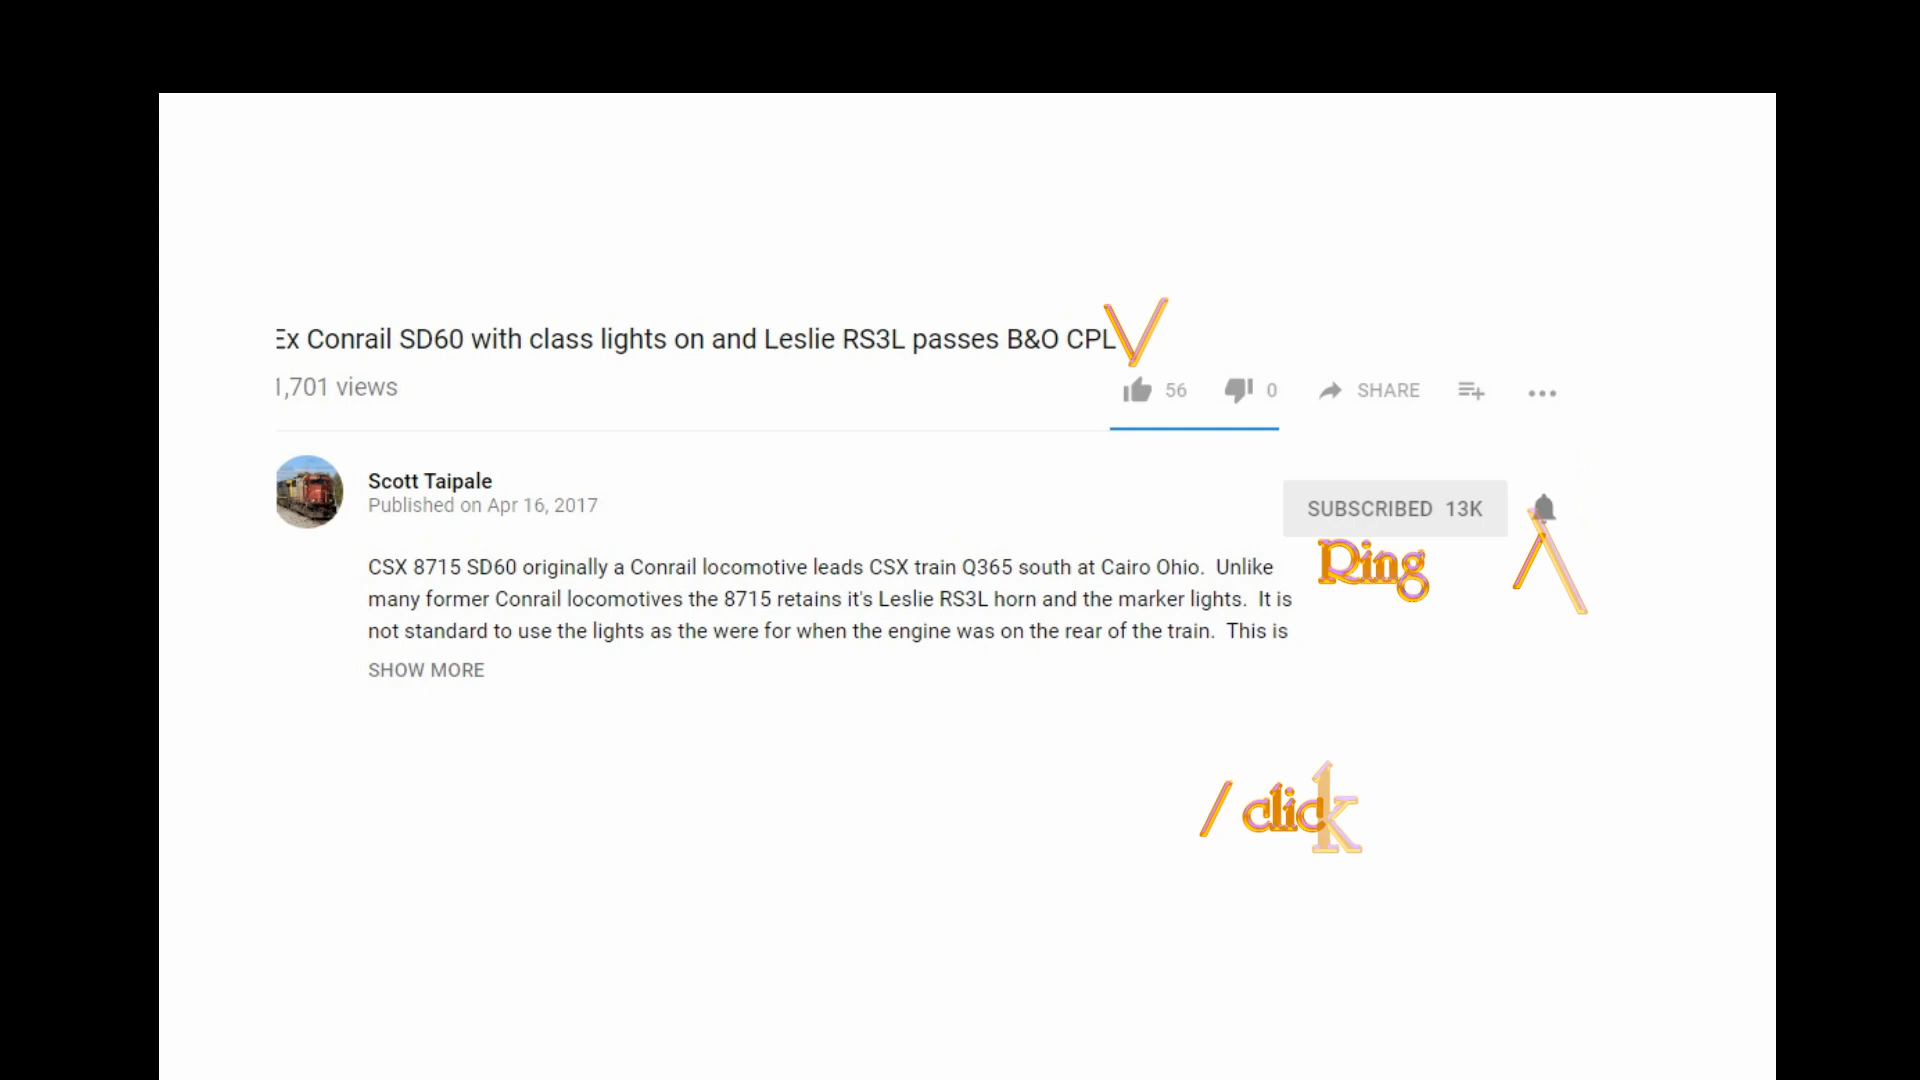 Ex Conrail SD60 with class lights on and Leslie RS3L passes B&O CPL
1,701 views
56 0 SHARE
Scott Taipale
Published on Apr 16, 2017
SUBSCRIBED 13K
CSX 8715 SD60 originally a Conrail locomotive leads CSX train Q365 south at Cairo Ohio. Unlike
many former Conrail locomotives the 8715 retains it's Leslie RS3L horn and the marker lights. It is
not standard to use the lights as the were for when the engine was on the rear of the train. This is
SHOW MORE
Ring
/ click